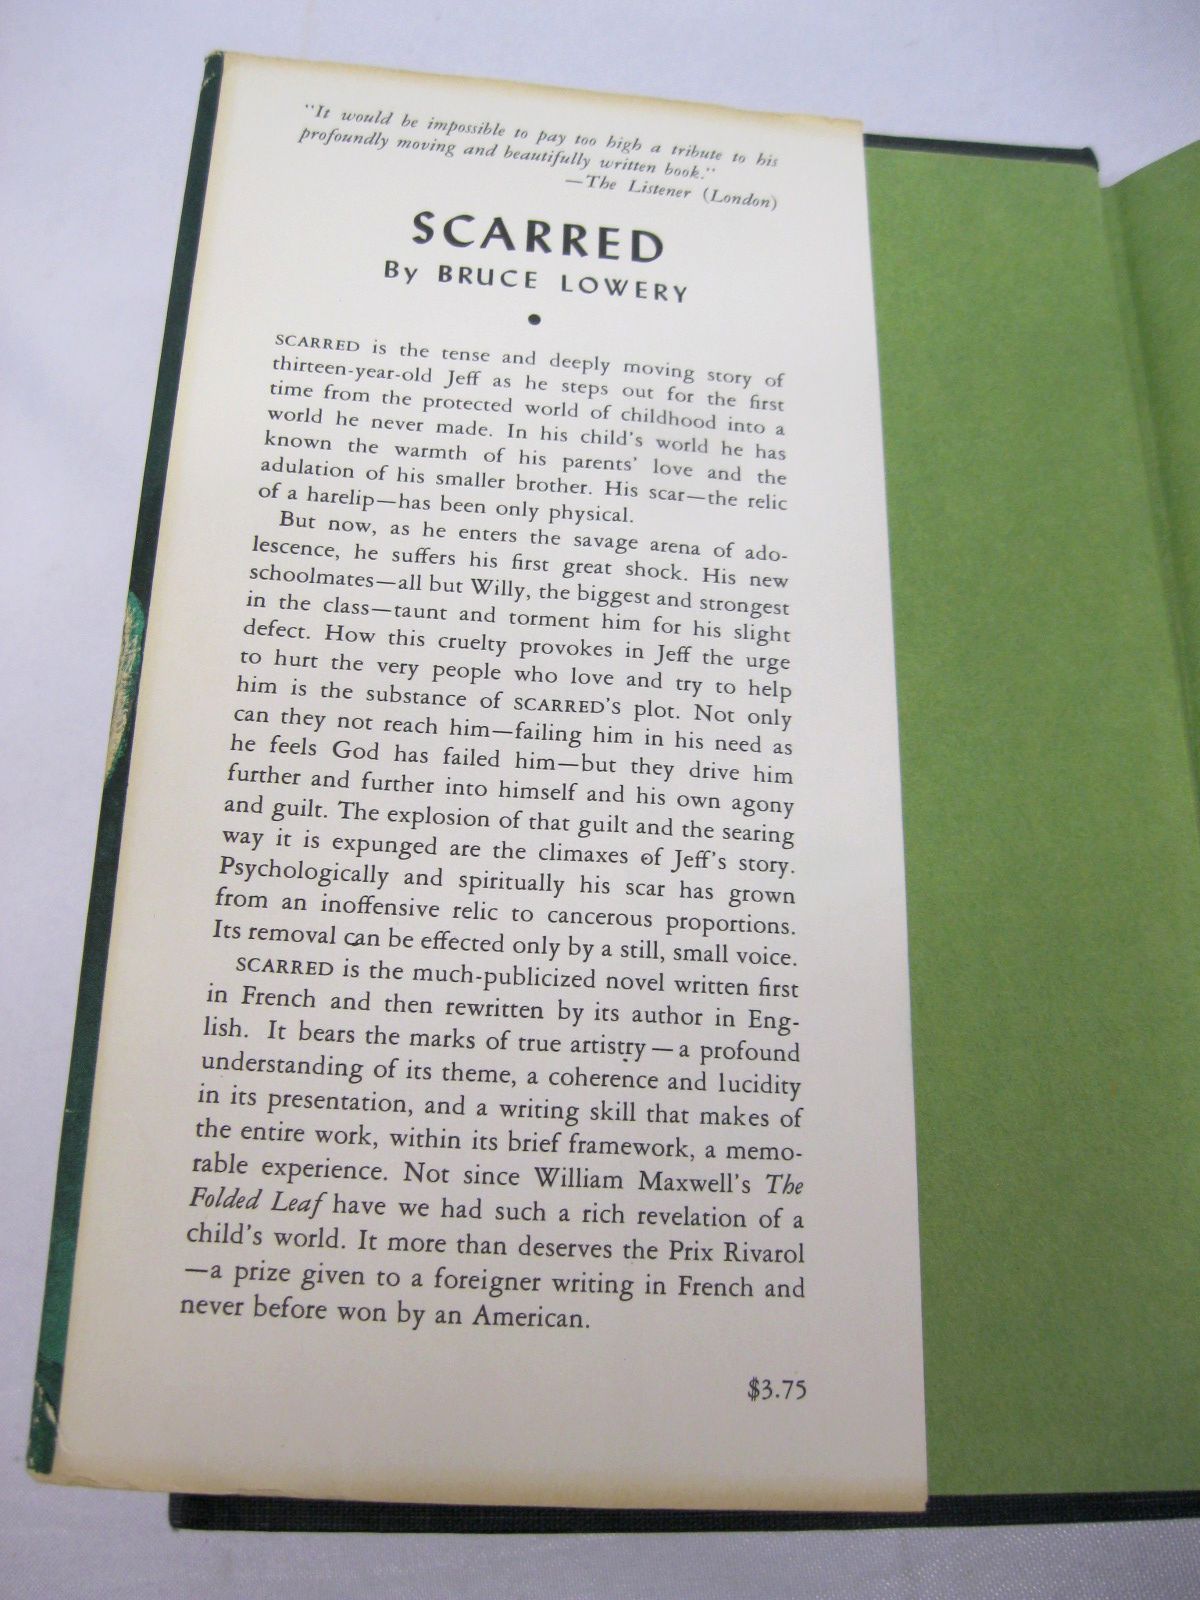 "It would be impossible to pay too high a tribute to his
profoundly moving and beautifully written book."
—The Listener (London)
SCARRED
By BRUCE LOWERY
•
SCARRED is the tense and deeply moving story of
thirteen-year-old Jeff as he steps out for the first
time from the protected world of childhood into a
world he never made. In his child's world he has
known the warmth of his parents' love and the
adulation of his smaller brother. His scar—the relic
of a harelip—has been only physical.
But now, as he enters the savage arena of ado-
lescence, he suffers his first great shock. His new
schoolmates—all but Willy, the biggest and strongest
in the class—taunt and torment him for his slight
defect. How this cruelty provokes in Jeff the urge
to hurt the very people who love and try to help
him is the substance of SCARRED'S plot. Not only
can they not reach him—failing him in his need as
he feels God has failed him—but they drive him
further and further into himself and his own agony
and guilt. The explosion of that guilt and the searing
way it is expunged are the climaxes of Jeff's story.
Psychologically and spiritually his scar has grown
from an inoffensive relic to cancerous proportions.
Its removal can be effected only by a still, small voice.
SCARRED is the much-publicized novel written first
in French and then rewritten by its author in Eng-
lish. It bears the marks of true artistry—a profound
understanding of its theme, a coherence and lucidity
in its presentation, and a writing skill that makes of
the entire work, within its brief framework, a memo-
rable experience. Not since William Maxwell's The
Folded Leaf have we had such a rich revelation of a
child's world. It more than deserves the Prix Rivarol
—a prize given to a foreigner writing in French and
never before won by an American.
$3.75